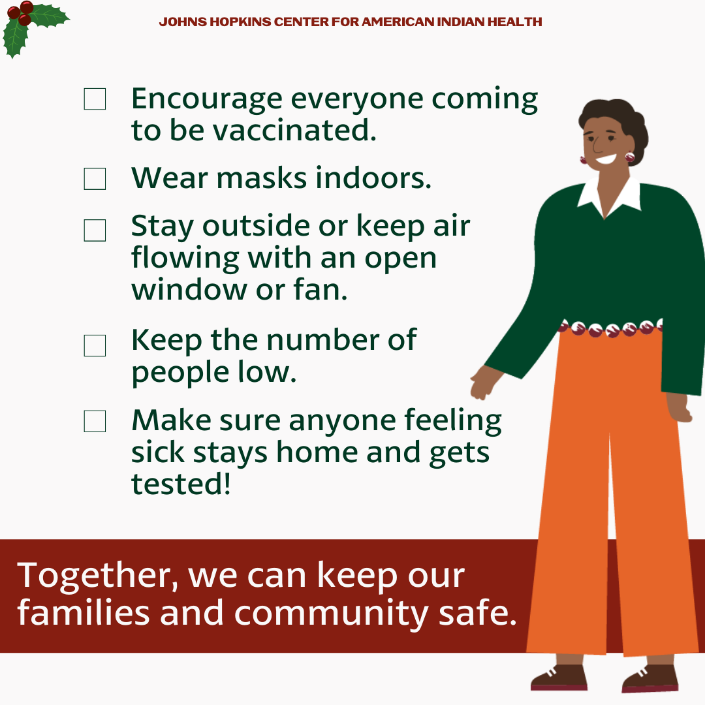 JOHNS HOPKINS CENTER FOR AMERICAN INDIAN HEALTH
Encourage everyone coming
to be vaccinated.
Wear masks indoors.
Stay outside or keep air
flowing with an open
window or fan.
Keep the number of
people low.
Make sure anyone feeling
sick stays home and gets
tested!
Together, we can keep our
families and community safe.